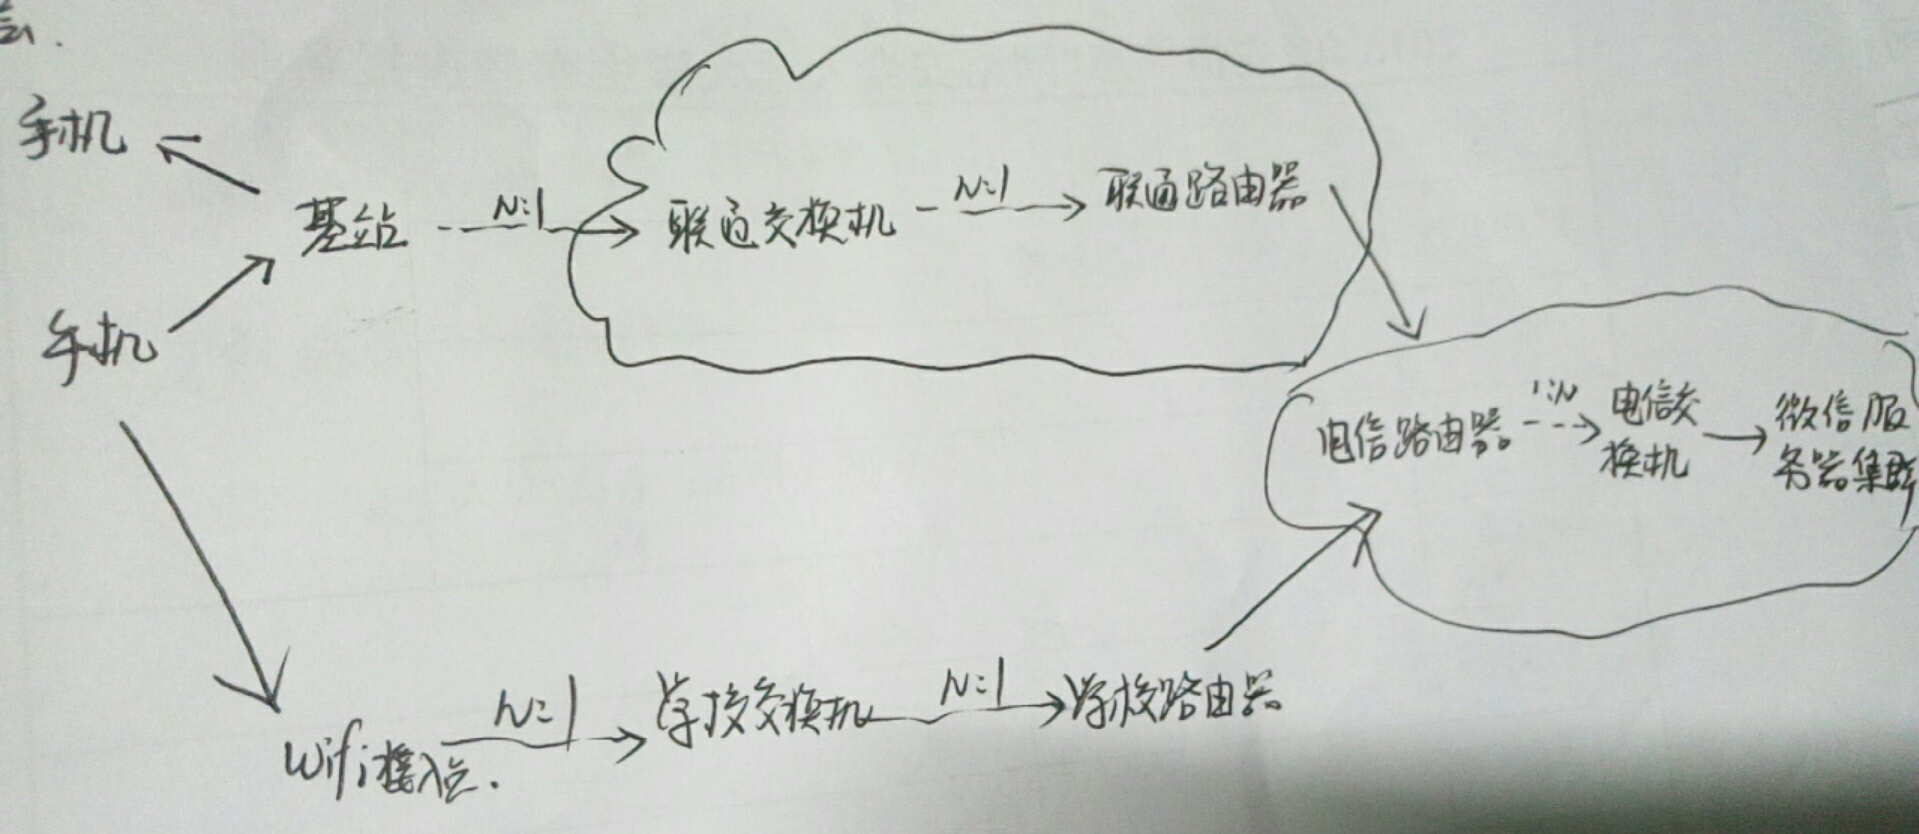 手机
基站
N:1
联通交换机
N:1
联通路由器
手机
电信路由器
1:N
电信交
换机
微信服
务器集群
Wifi接入点.
N:1
学校交换机
N:1
学校路由器